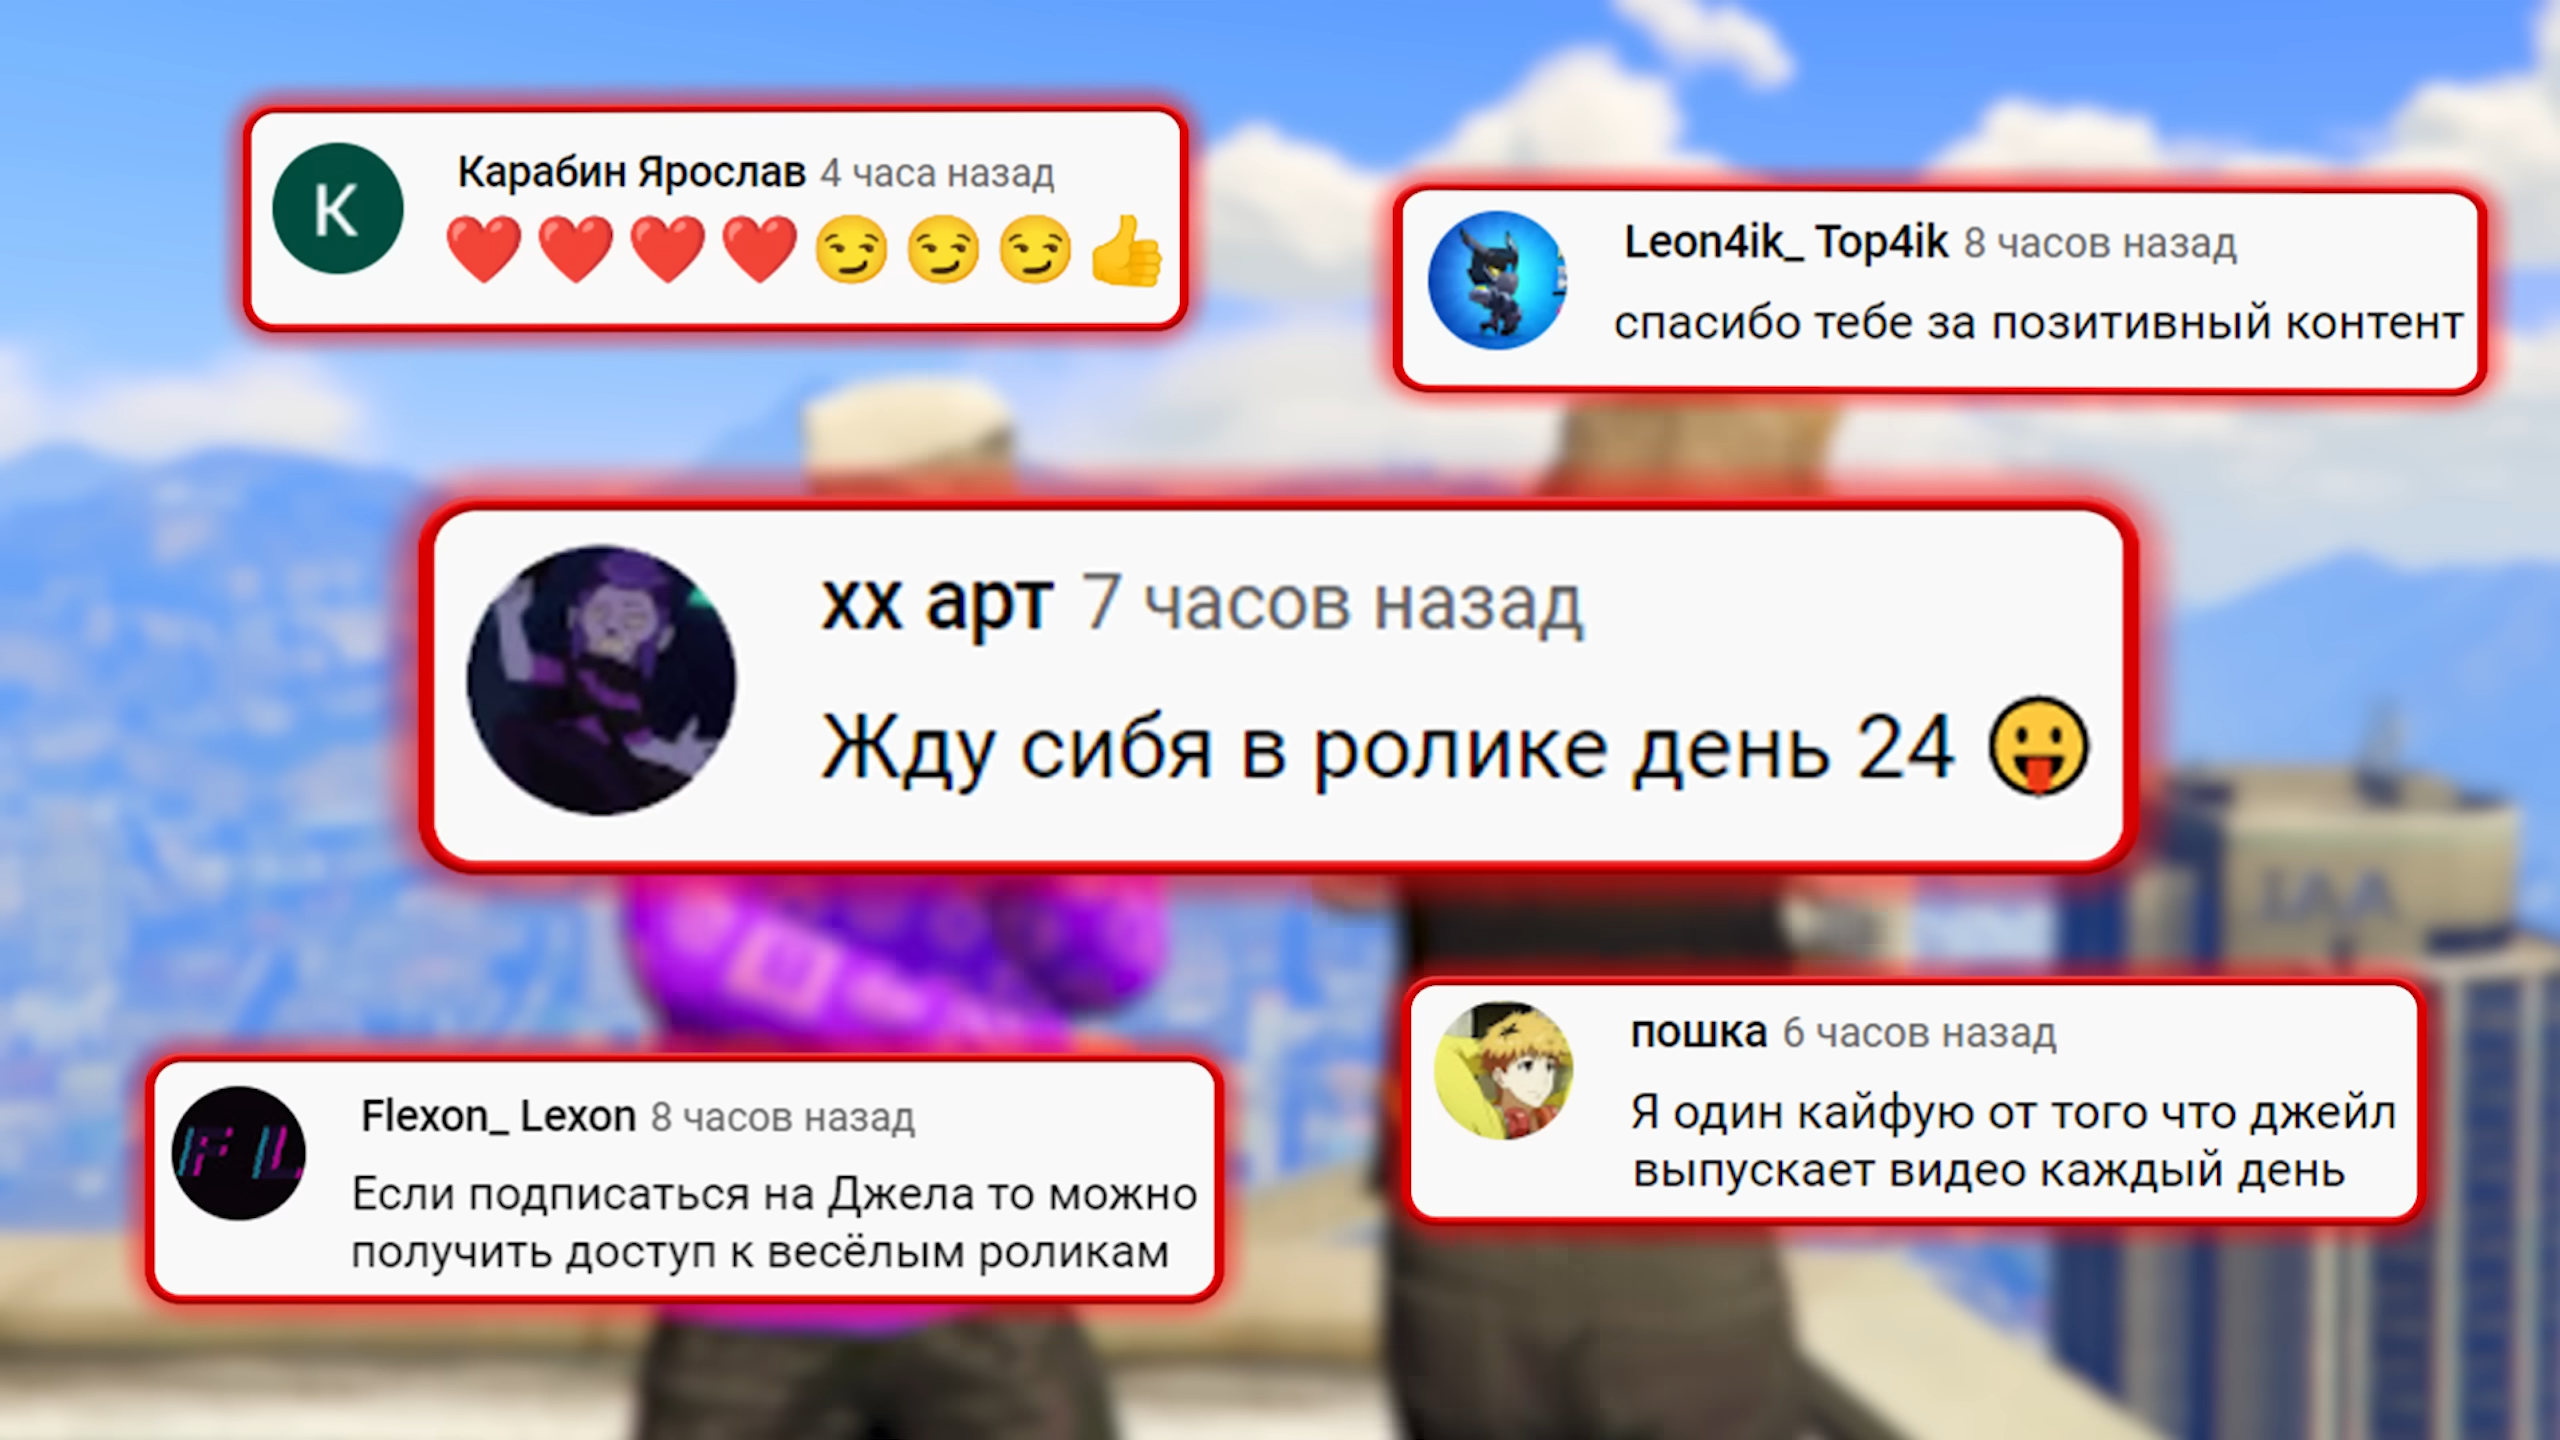 Карабин Ярослав 4 часа назад
❤️❤️❤️❤️😏😏😏👍
K
Leon4ik_ Top4ik 8 часов назад
спасибо тебе за позитивный контент
хх арт 7 часов назад
Жду сибя в ролике день 24 😛
Flexon_ Lexon 8 часов назад
FL
Если подписаться на Джела то можно
получить доступ к весёлым роликам
пошка 6 часов назад
Я один кайфую от того что джейл
выпускает видео каждый день
IAA